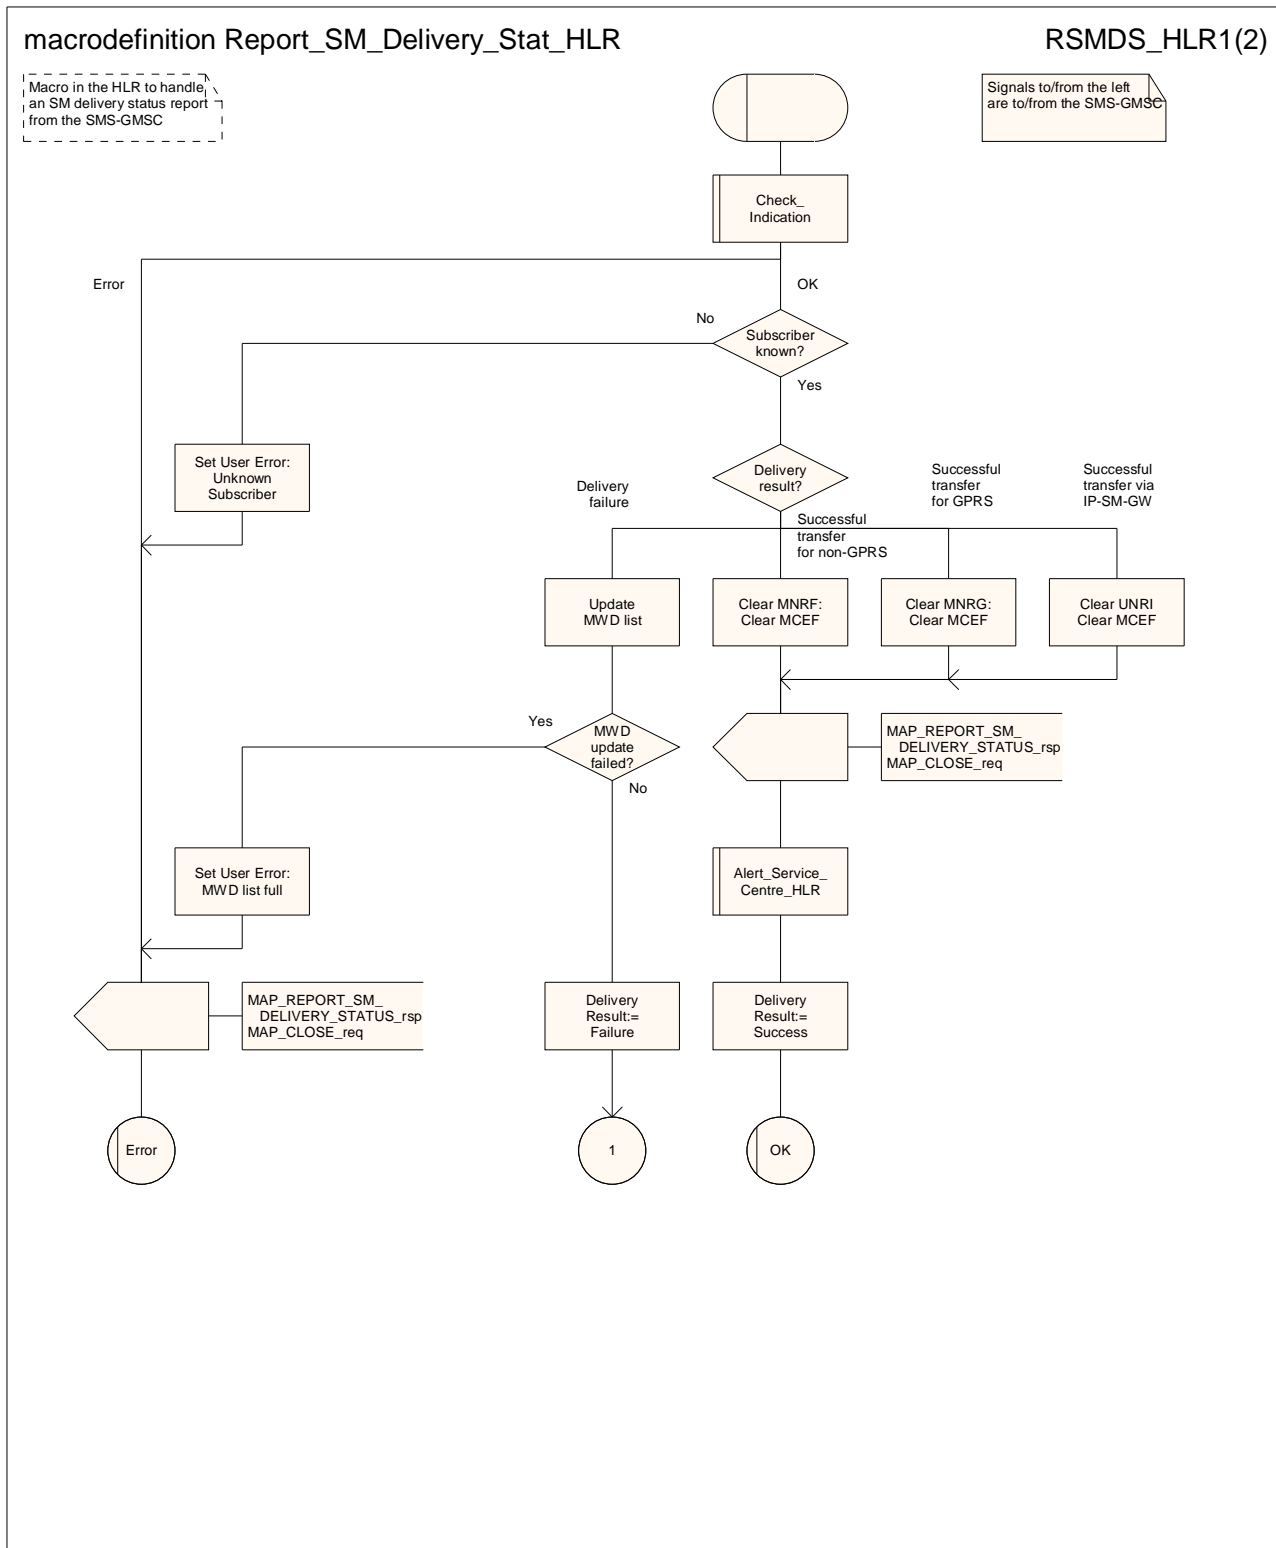 macrodefinition Report_SM_Delivery_Stat_HLR
RSMDS_HLR1(2)
Macro in the HLR to handle
an SM delivery status report
from the SMS-GMSC
Signals to/from the left
are to/from the SMS-GMSC
Check_
Indication
Error
OK
No
Subscriber
known?
Yes
Set User Error:
Unknown
Subscriber
Delivery
result?
Delivery
failure
Successful
transfer
for non-GPRS
Successful
transfer
for GPRS
Successful
transfer via
IP-SM-GW
Update
MWD list
Clear MNRF:
Clear MCEF
Clear MNRG:
Clear MCEF
Clear UNRI
Clear MCEF
Yes
MWD
update
failed?
No
MAP_REPORT_SM_
DELIVERY_STATUS_rsp
MAP_CLOSE_req
Set User Error:
MWD list full
Alert_Service_
Centre_HLR
MAP_REPORT_SM_
DELIVERY_STATUS_rsp
MAP_CLOSE_req
Delivery
Result:=
Failure
Delivery
Result:=
Success
Error
1
OK